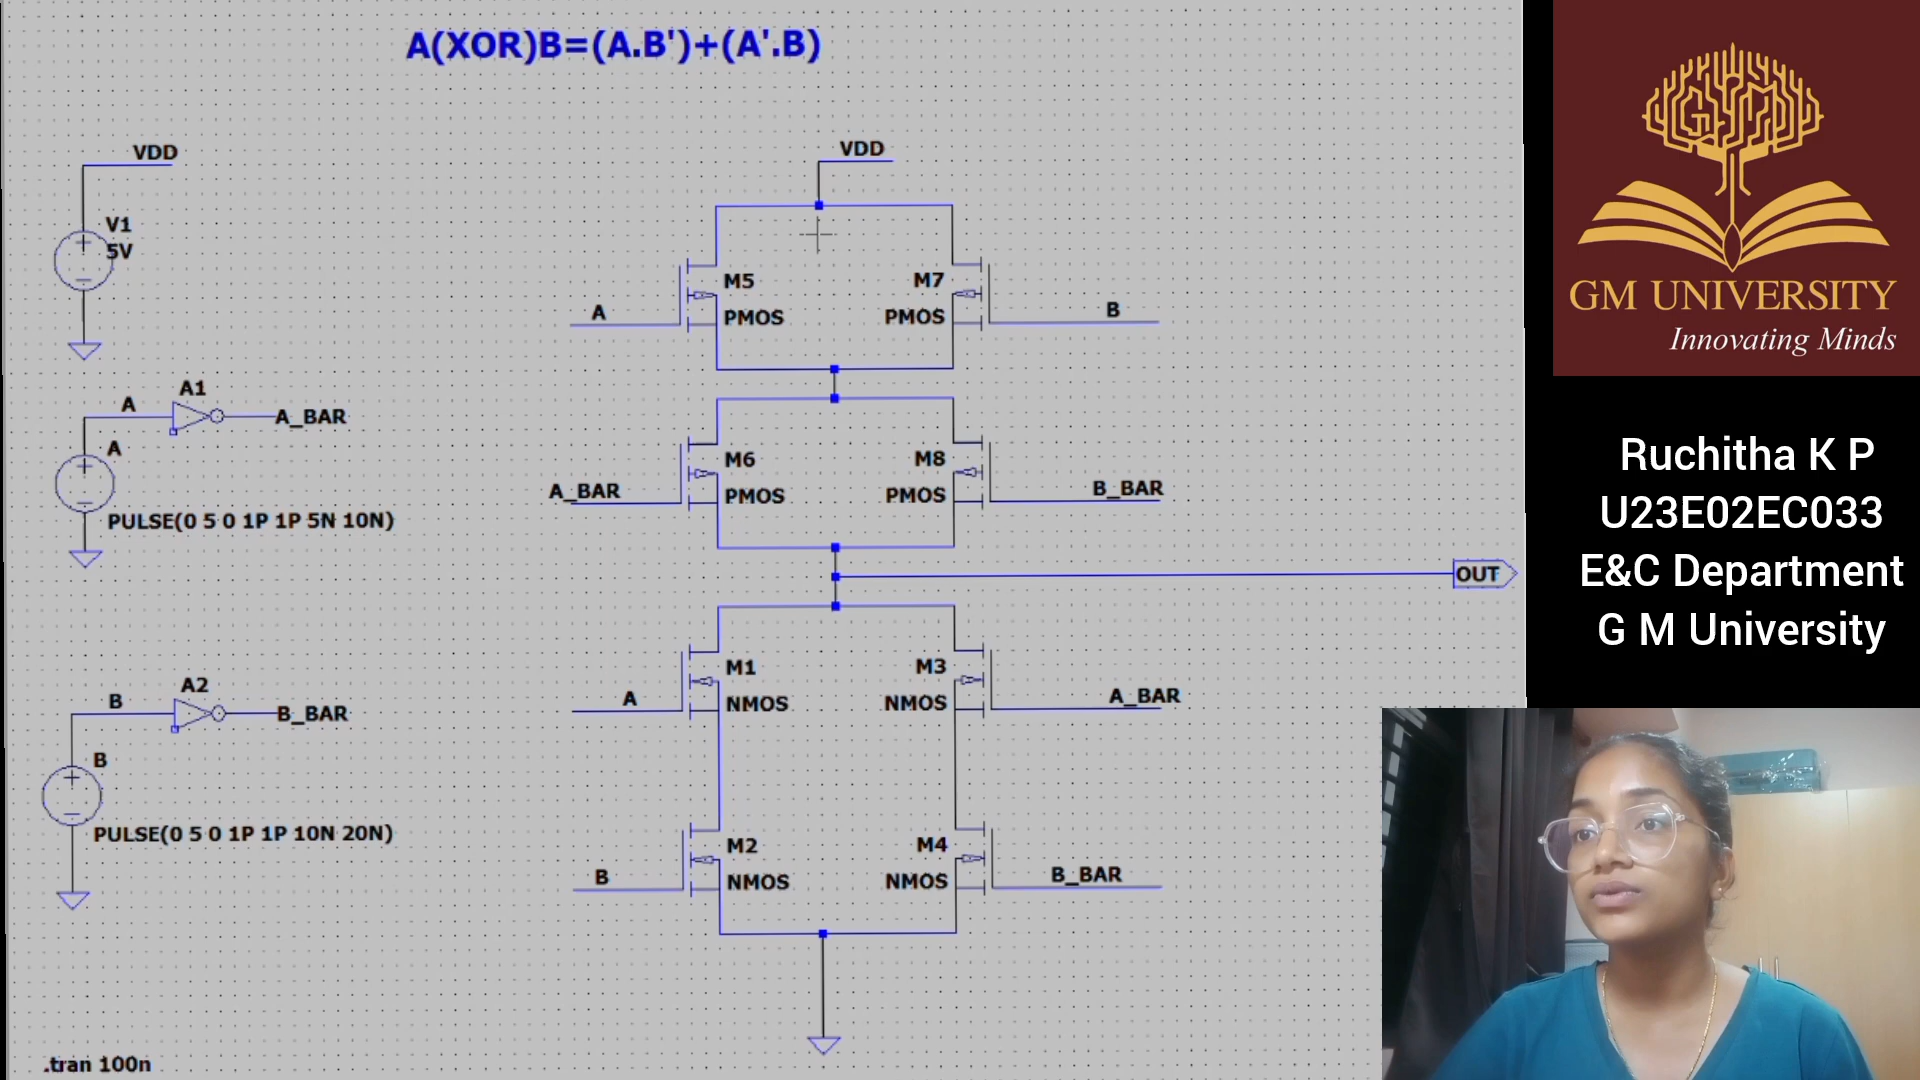 A(XOR)B=(A.B')+(A'.B)
VDD
V1
5V
A
A1
A_BAR
A
PULSE(0 5 0 1P 1P 5N 10N)
B
A2
B_BAR
B
PULSE(0 5 0 1P 1P 10N 20N)
.tran 100n
VDD
M5
PMOS
A
M7
PMOS
B
M6
PMOS
A_BAR
M8
PMOS
B_BAR
OUT
M1
NMOS
A
M3
NMOS
A_BAR
M2
NMOS
B
M4
NMOS
B_BAR
GM
GM UNIVERSITY
Innovating Minds
Ruchitha K P
U23E02EC033
E&C Department
G M University